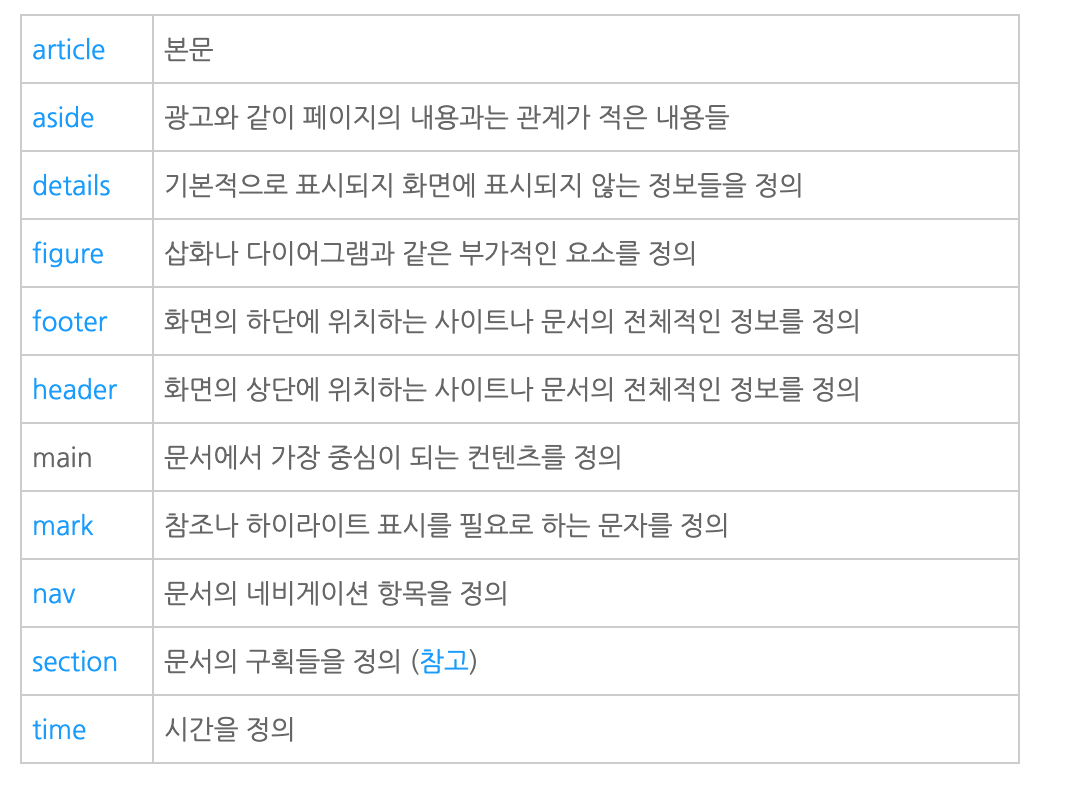 article 본문
aside 광고와 같이 페이지의 내용과는 관계가 적은 내용들
details 기본적으로 표시되지 화면에 표시되지 않는 정보들을 정의
figure 삽화나 다이어그램과 같은 부가적인 요소를 정의
footer 화면의 하단에 위치하는 사이트나 문서의 전체적인 정보를 정의
header 화면의 상단에 위치하는 사이트나 문서의 전체적인 정보를 정의
main 문서에서 가장 중심이 되는 컨텐츠를 정의
mark 참조나 하이라이트 표시를 필요로 하는 문자를 정의
nav 문서의 네비게이션 항목을 정의
section 문서의 구획들을 정의 (참고)
time 시간을 정의